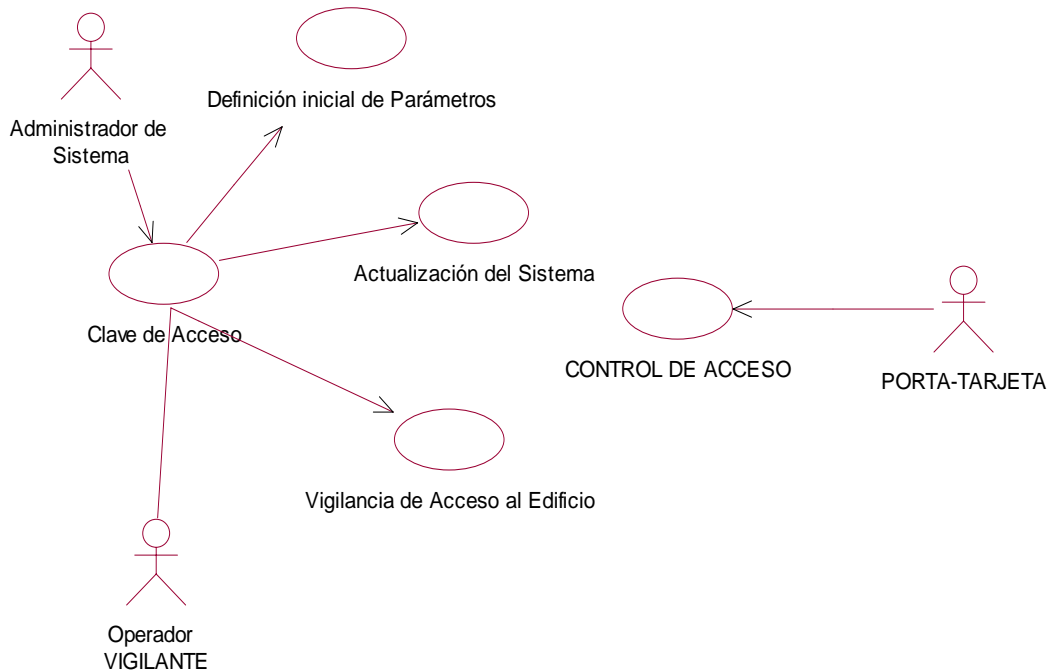 Definición inicial de Parámetros
Administrador de
Sistema
Actualización del Sistema
Clave de Acceso
CONTROL DE ACCESO
PORTA-TARJETA
Vigilancia de Acceso al Edificio
Operador
VIGILANTE